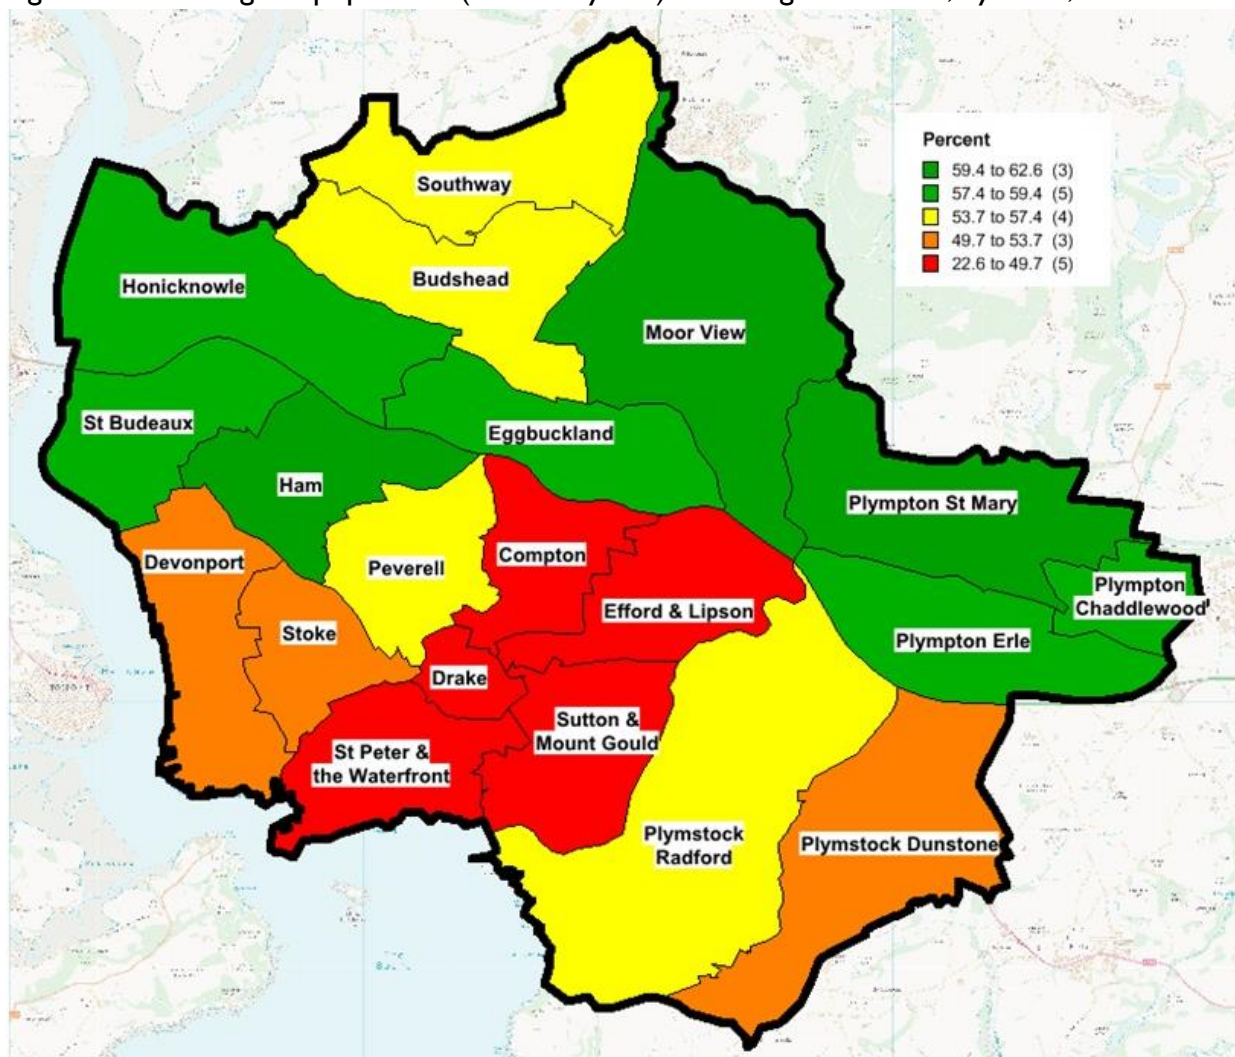 Percent
59.4 to 62.6 (3)
57.4 to 59.4 (5)
53.7 to 57.4 (4)
49.7 to 53.7 (3)
22.6 to 49.7 (5)
Southway
Budshead
Honicknowle
Moor View
St Budeaux
Eggbuckland
Ham
Plympton St Mary
Devonport
Peverell
Compton
Plympton
Chaddlewood
Efford & Lipson
Stoke
Plympton Erle
Drake
Sutton &
Mount Gould
St Peter &
the Waterfront
Plymstock
Radford
Plymstock Dunstone